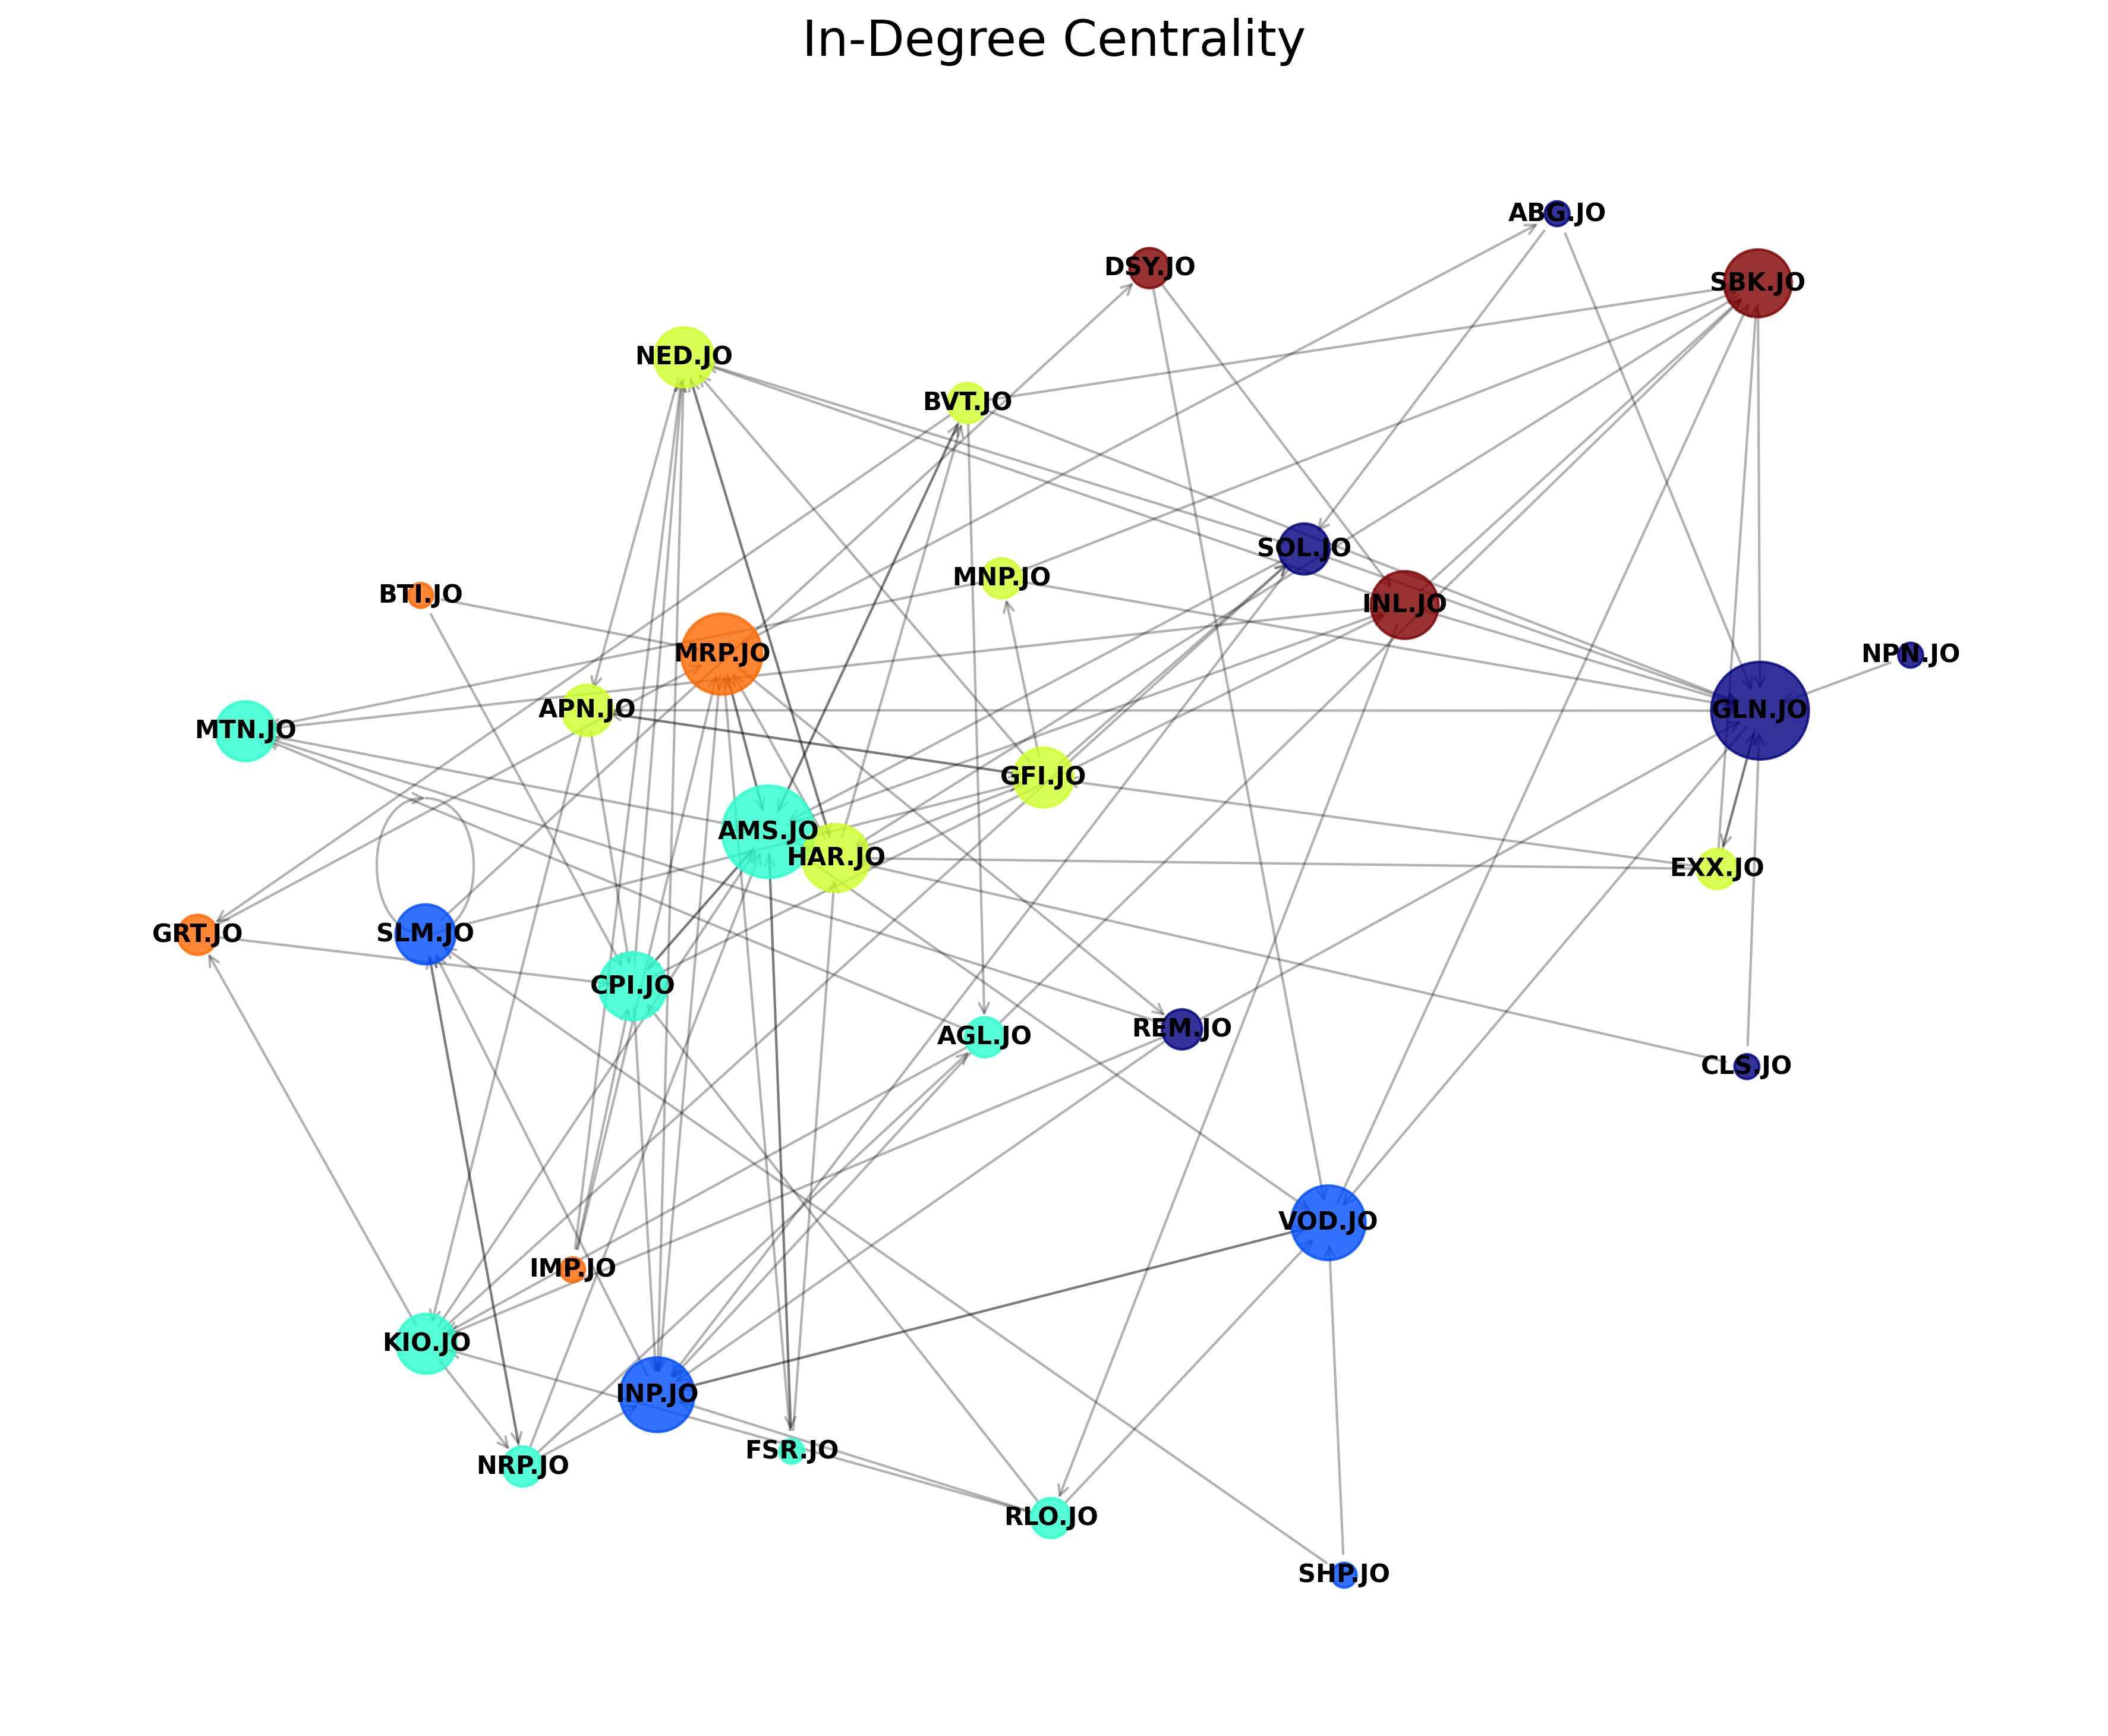 In-Degree Centrality
ABG.JO
DSY.JO
SBK.JO
NED.JO
BVT.JO
SOL.JO
MNP.JO
BTI.JO
INL.JO
MRP.JO
NPN.JO
APN.JO
GLN.JO
MTN.JO
GFI.JO
AMS.JO
HAR.JO
EXX.JO
GRT.JO
SLM.JO
CPI.JO
REM.JO
AGL.JO
CLS.JO
VOD.JO
IMP.JO
KIO.JO
INP.JO
FSR.JO
NRP.JO
RLO.JO
SHP.JO